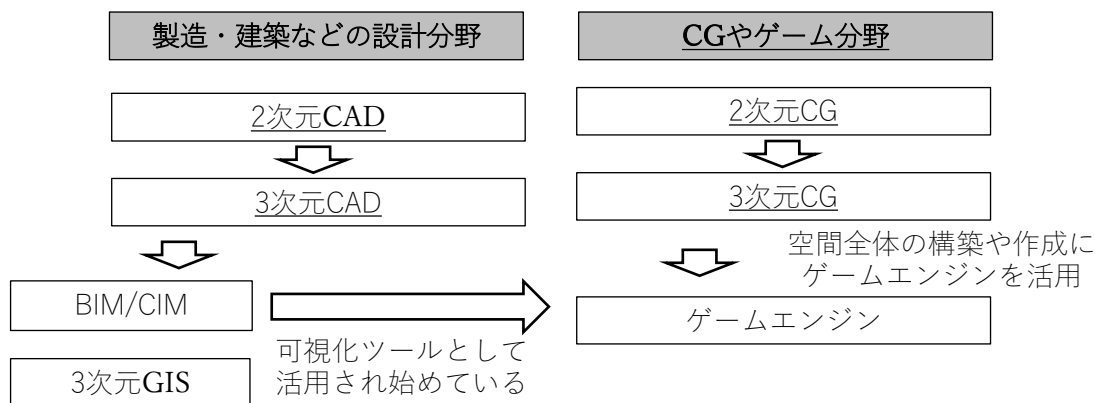 製造・建築などの設計分野
CGやゲーム分野
2次元CAD
2次元CG
3次元CAD
3次元CG
空間全体の構築や作成に
ゲームエンジンを活用
BIM/CIM
ゲームエンジン
可視化ツールとして
活用され始めている
3次元GIS